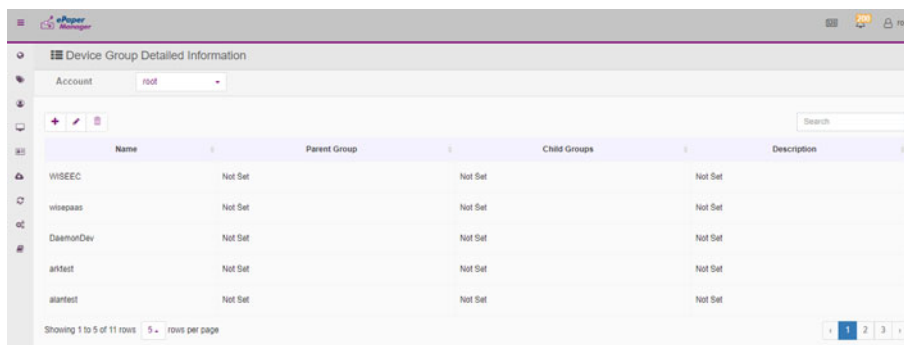 ePaper
Manager
200
ro
Device Group Detailed Information
Account root
Search
Name Parent Group Child Groups Description
WISEEC Not Set Not Set Not Set
wisepaas Not Set Not Set Not Set
DaemonDev Not Set Not Set Not Set
arktest Not Set Not Set Not Set
alantest Not Set Not Set Not Set
Showing 1 to 5 of 11 rows 5 rows per page
‹ 1 2 3 ›